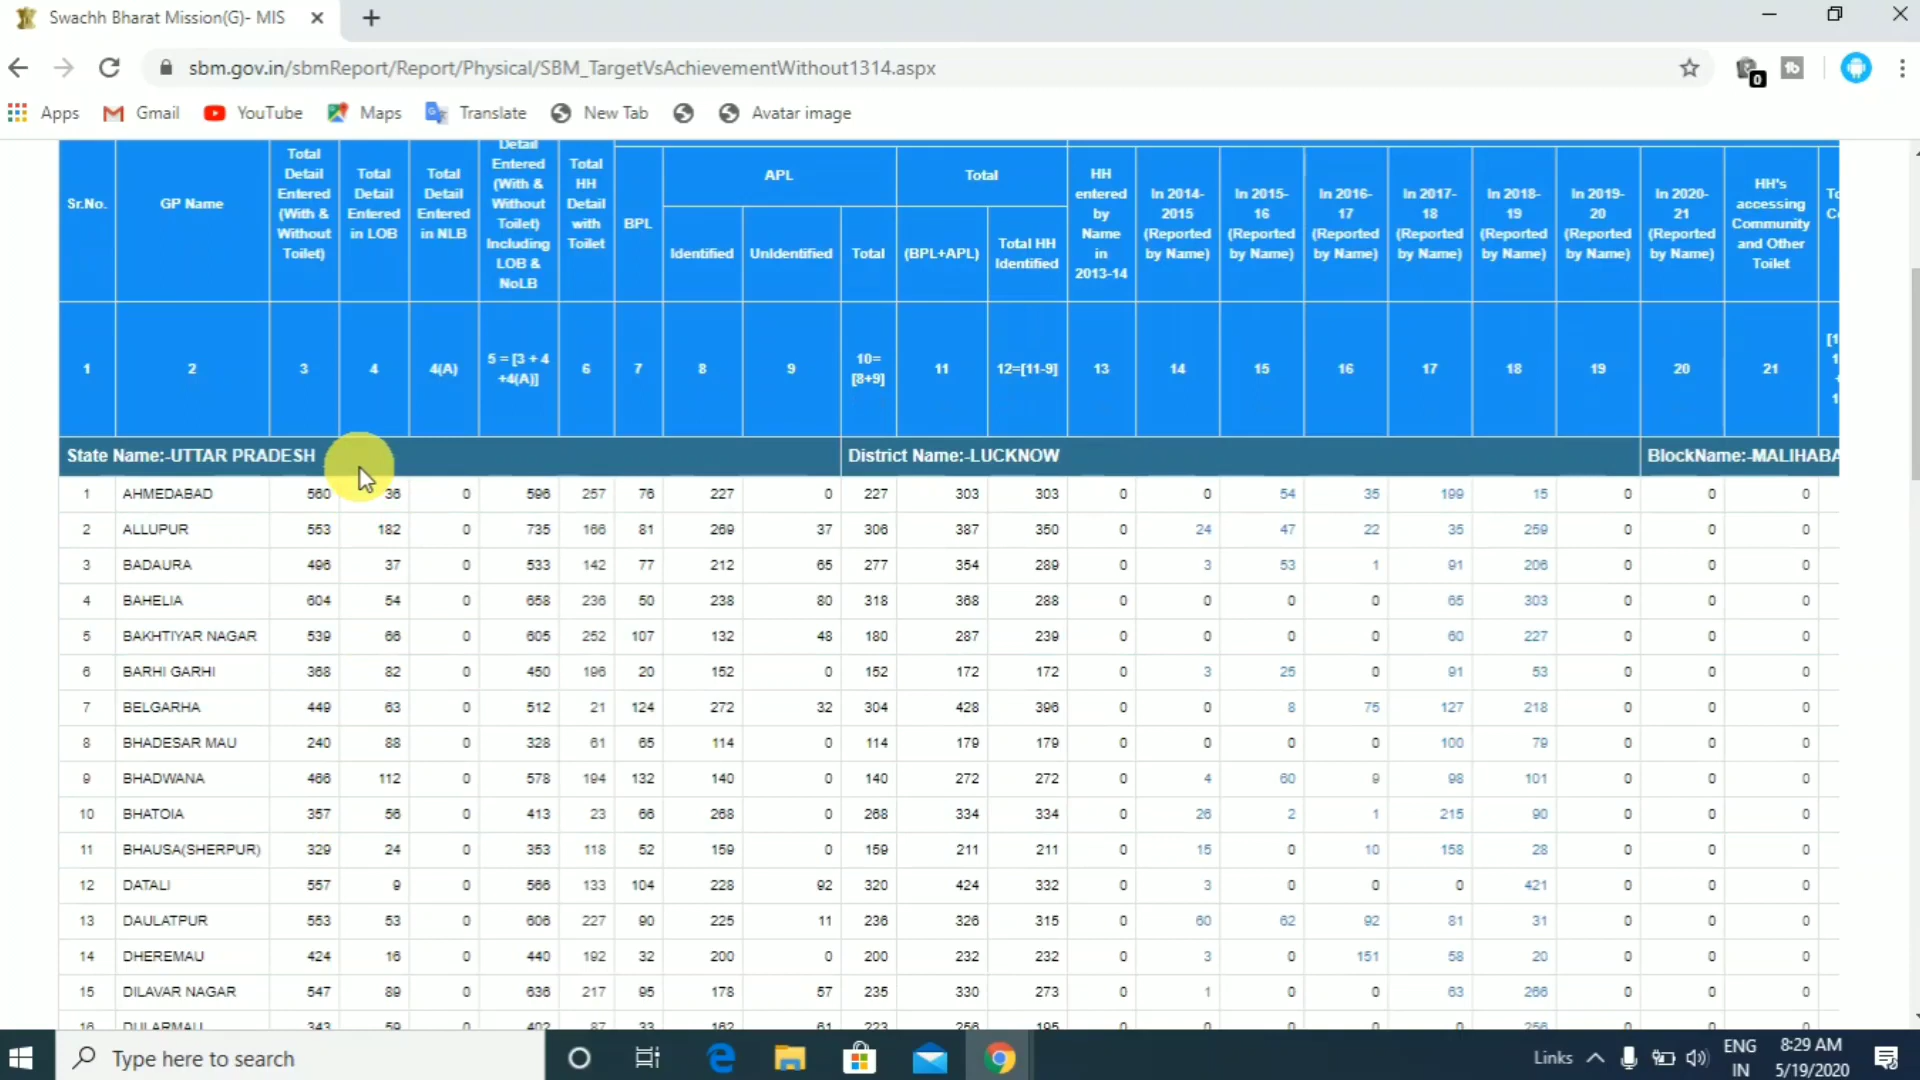 Swachh Bharat Mission(G)- MIS
sbm.gov.in/sbmReport/Report/Physical/SBM_TargetVsAchievementWithout1314.aspx
0
Apps Gmail YouTube Maps Translate New Tab Avatar image
Sr.No. GP Name Total Detail Entered (With & Without Toilet) Total Detail Entered in LOB Total Detail Entered in NLB Detail Entered (With & Without Toilet) Including LOB & NoLB Total HH Detail with Toilet BPL APL Identified Unidentified Total Total (BPL+APL) Total HH Identified HH entered by Name in 2013-14 In 2014-2015 (Reported by Name) In 2015-16 (Reported by Name) In 2016-17 (Reported by Name) In 2017-18 (Reported by Name) In 2018-19 (Reported by Name) In 2019-20 (Reported by Name) In 2020-21 (Reported by Name) HH's accessing Community and Other Toilet
1 2 3 4 4(A) 5 = [3 + 4 +4(A)] 6 7 8 9 10= [8+9] 11 12=[11-9] 13 14 15 16 17 18 19 20 21
State Name:-UTTAR PRADESH District Name:-LUCKNOW BlockName:-MALIHABA
1 AHMEDABAD 560 36 0 596 257 76 227 0 227 303 303 0 0 54 35 199 15 0 0 0
2 ALLUPUR 553 182 0 735 166 81 269 37 306 387 350 0 24 47 22 35 259 0 0 0
3 BADAURA 496 37 0 533 142 77 212 65 277 354 289 0 3 53 1 91 206 0 0 0
4 BAHELIA 604 54 0 658 236 50 238 80 318 368 288 0 0 0 0 65 303 0 0 0
5 BAKHTIYAR NAGAR 539 66 0 605 252 107 132 48 180 287 239 0 0 0 0 60 227 0 0 0
6 BARHI GARHI 368 82 0 450 196 20 152 0 152 172 172 0 3 25 0 91 53 0 0 0
7 BELGARHA 449 63 0 512 21 124 272 32 304 428 396 0 0 8 75 127 218 0 0 0
8 BHADESAR MAU 240 88 0 328 61 65 114 0 114 179 179 0 0 0 0 100 79 0 0 0
9 BHADWANA 466 112 0 578 194 132 140 0 140 272 272 0 4 60 9 98 101 0 0 0
10 BHATOIA 357 56 0 413 23 66 268 0 268 334 334 0 26 2 1 215 90 0 0 0
11 BHAUSA(SHERPUR) 329 24 0 353 118 52 159 0 159 211 211 0 15 0 10 158 28 0 0 0
12 DATALI 557 9 0 566 133 104 228 92 320 424 332 0 3 0 0 0 421 0 0 0
13 DAULATPUR 553 53 0 606 227 90 225 11 236 326 315 0 60 62 92 81 31 0 0 0
14 DHEREMAU 424 16 0 440 192 32 200 0 200 232 232 0 3 0 151 58 20 0 0 0
15 DILAVAR NAGAR 547 89 0 636 217 95 178 57 235 330 273 0 1 0 0 63 266 0 0 0
16 DULARMAU 343 59 0 402 87 33 162 61 223 256 195 0 0 0 0 0 256 0 0 0
Type here to search
Links ENG 8:29 AM
IN 5/19/2020